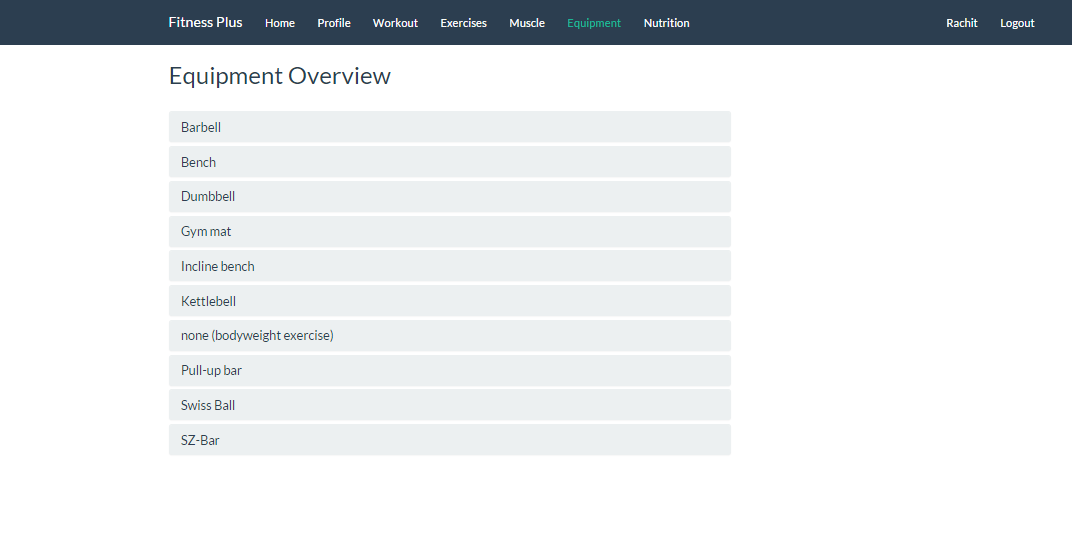 Fitness Plus Home Profile Workout Exercises Muscle Equipment Nutrition Rachit Logout
Equipment Overview
Barbell
Bench
Dumbbell
Gym mat
Incline bench
Kettlebell
none (bodyweight exercise)
Pull-up bar
Swiss Ball
SZ-Bar